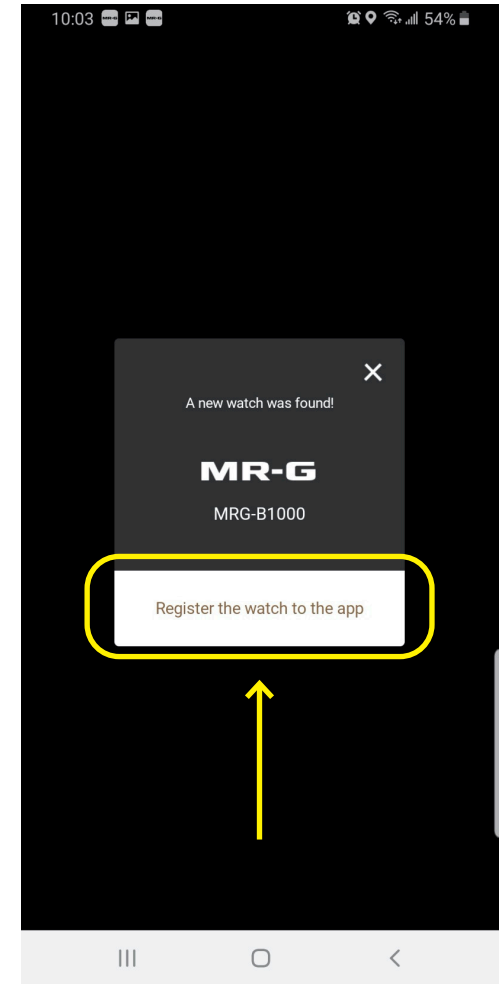 10:03
54%
A new watch was found!
MR-G
MRG-B1000
Register the watch to the app